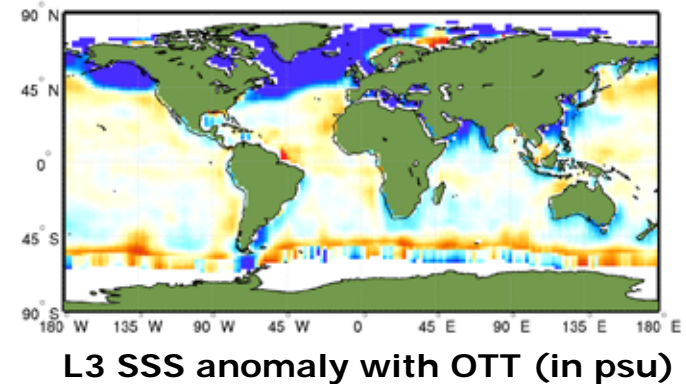 90° N
45° N
0°
45° S
90° S
180° W 135° W 90° W 45° W 0° 45° E 90° E 135° E 180° E
L3 SSS anomaly with OTT (in psu)